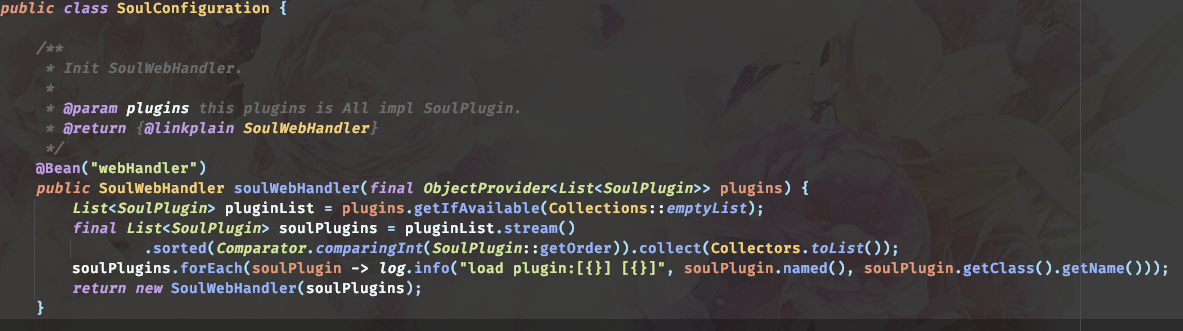 public class SoulConfiguration {
/**
* Init SoulWebHandler.
*
* @param plugins this plugins is All impl SoulPlugin.
* @return {@linkplain SoulWebHandler}
*/
@Bean("webHandler")
public SoulWebHandler soulWebHandler(final ObjectProvider<List<SoulPlugin>> plugins) {
List<SoulPlugin> pluginList = plugins.getIfAvailable(Collections::emptyList);
final List<SoulPlugin> soulPlugins = pluginList.stream()
.sorted(Comparator.comparingInt(SoulPlugin::getOrder)).collect(Collectors.toList());
soulPlugins.forEach(soulPlugin -> log.info("load plugin:[{}] [{}]", soulPlugin.named(), soulPlugin.getClass().getName()));
return new SoulWebHandler(soulPlugins);
}